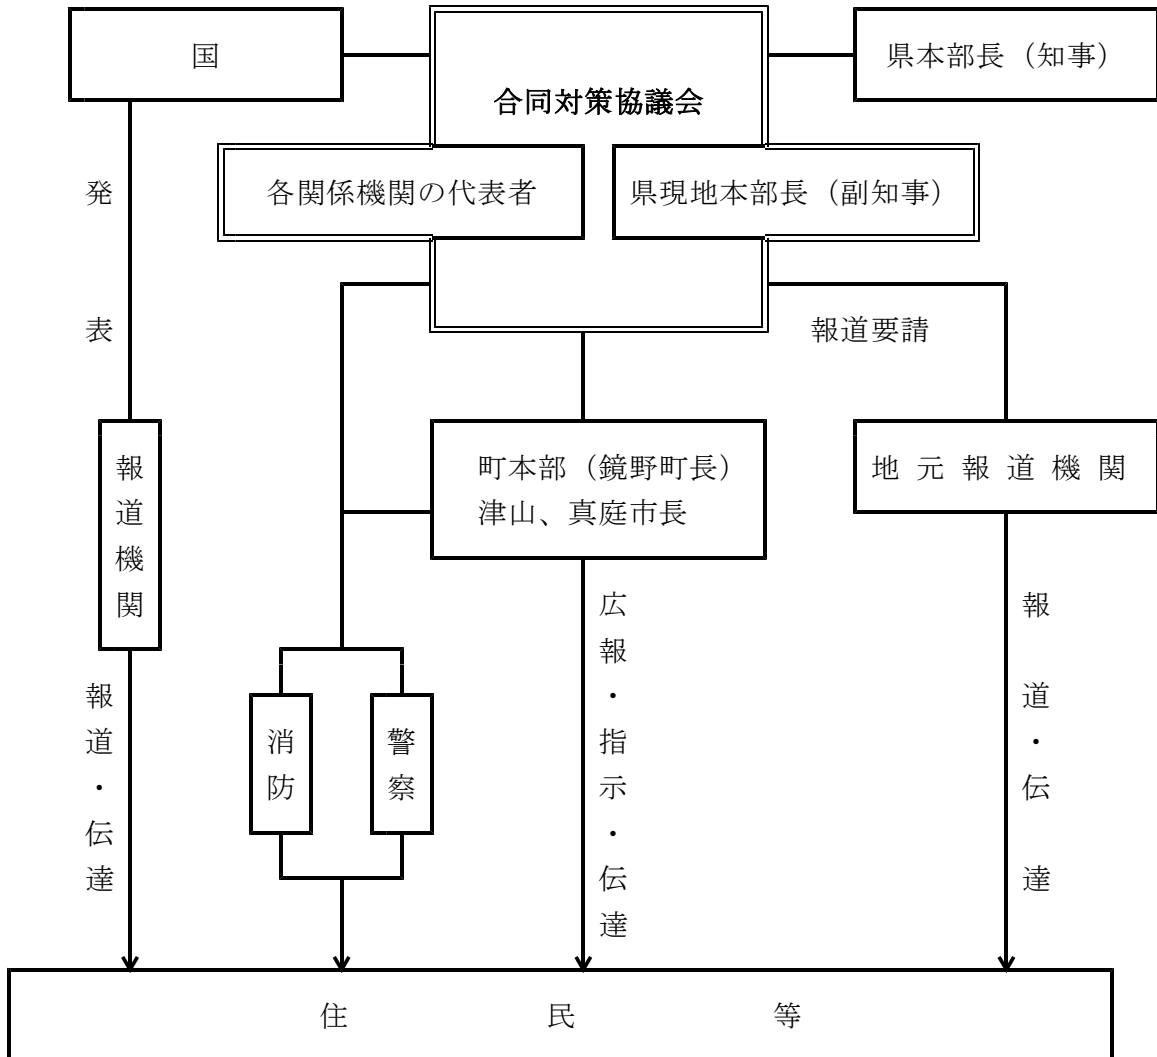 国
合同対策協議会
県本部長（知事）
各関係機関の代表者
県現地本部長（副知事）
発表
報道要請
報道機関
町本部（鏡野町長）
津山、真庭市長
地元報道機関
報道・伝達
消防
警察
広報・指示・伝達
報道・伝達
住民等